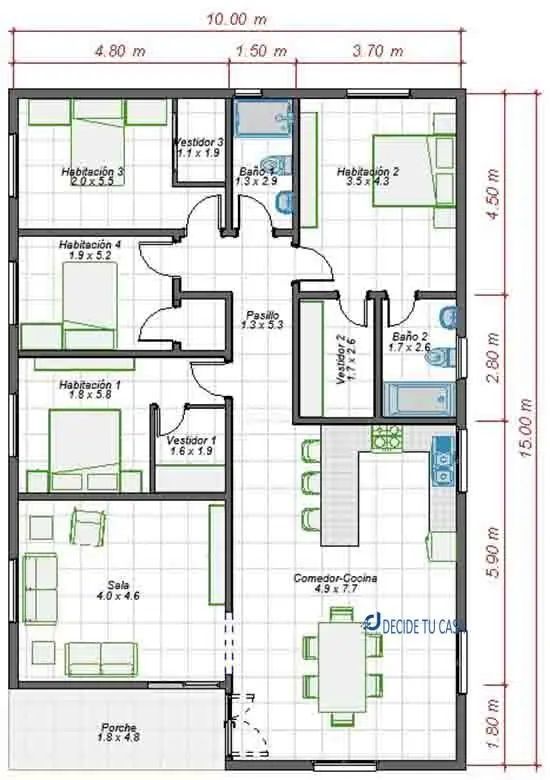 10.00 m
4.80 m
1.50 m
3.70 m
Vestidor 3
1.1 x 1.9
Habitación 3
2.0 x 5.5
Baño 1
1.3 x 2.9
Habitación 2
3.5 x 4.3
4.50 m
Habitación 4
1.9 x 5.2
Pasillo
1.3 x 5.3
Vestidor 2
1.7 x 2.6
Baño 2
1.7 x 2.6
2.80 m
15.00 m
Habitación 1
1.8 x 5.8
Vestidor 1
1.6 x 1.9
5.90 m
Sala
4.0 x 4.6
Comedor-Cocina
4.9 x 7.7
DECIDE TU CASA
Porche
1.8 x 4.8
1.80 m